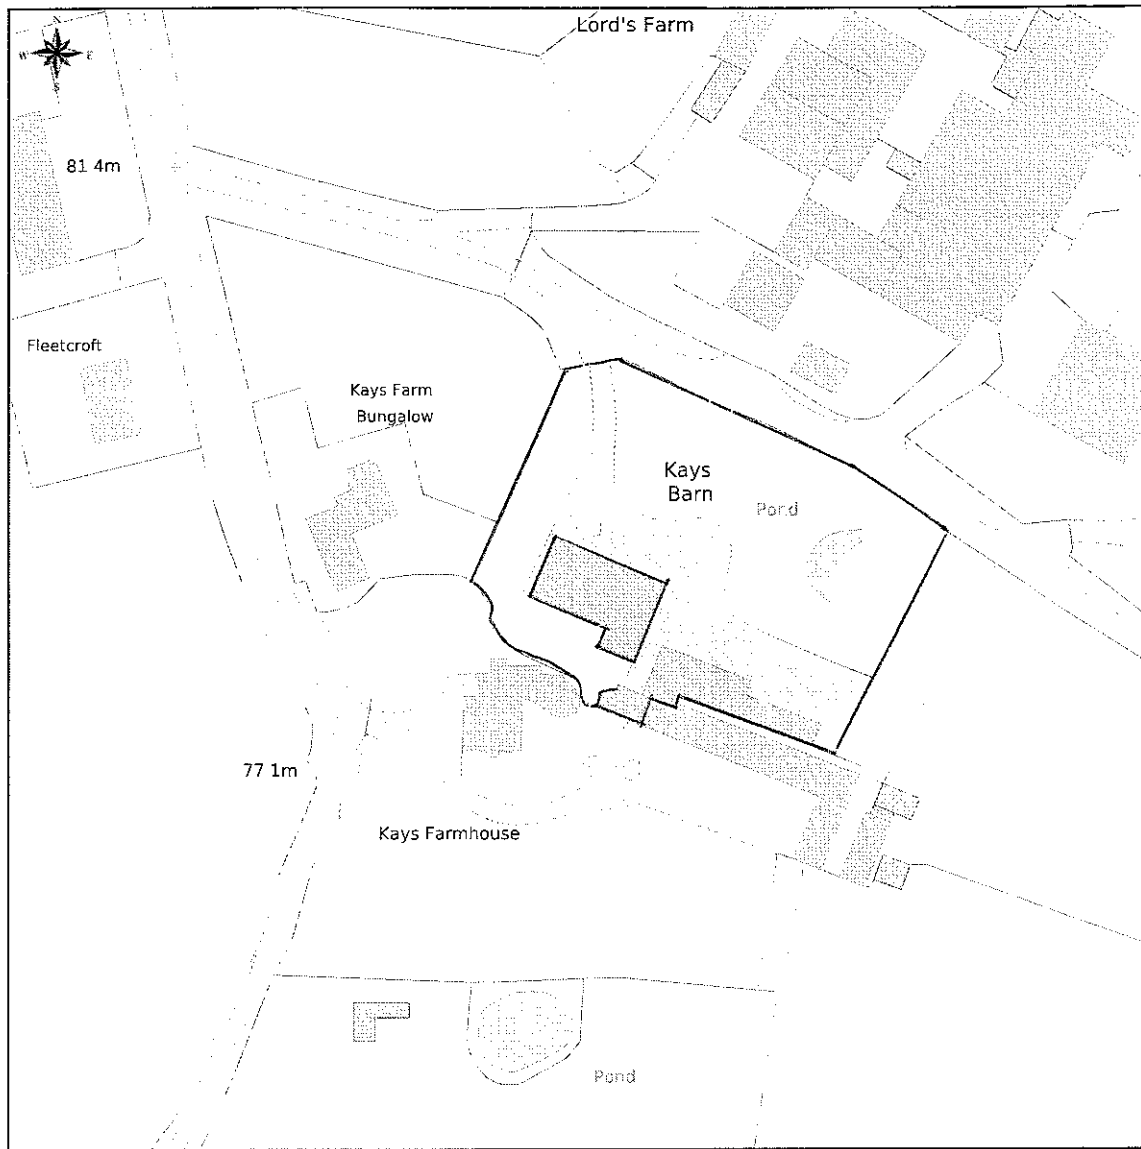 Lord's Farm
N
W E
S
81 4m
Fleetcroft
Kays Farm
Bungalow
Kays
Barn
Pond
77 1m
Kays Farmhouse
Pond